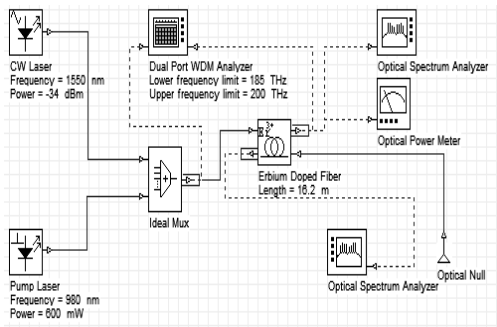 CW Laser
Frequency = 1550 nm
Power = -34 dBm
Dual Port WDM Analyzer
Lower frequency limit = 185 THz
Upper frequency limit = 200 THz
Optical Spectrum Analyzer
Optical Power Meter
Erbium Doped Fiber
Length = 16.2 m
Ideal Mux
Pump Laser
Frequency = 980 nm
Power = 600 mW
Optical Spectrum Analyzer
Optical Null